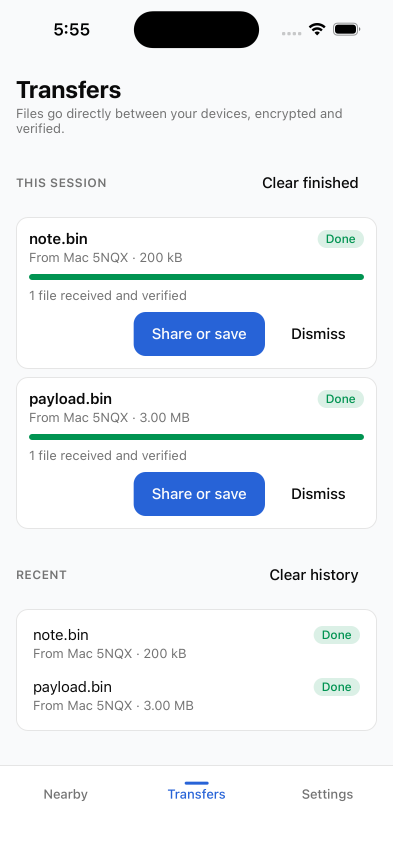 5:55
Transfers
Files go directly between your devices, encrypted and
verified.
THIS SESSION
Clear finished
note.bin
Done
From Mac 5NQX · 200 kB
1 file received and verified
Share or save
Dismiss
payload.bin
Done
From Mac 5NQX · 3.00 MB
1 file received and verified
Share or save
Dismiss
RECENT
Clear history
note.bin
Done
From Mac 5NQX · 200 kB
payload.bin
Done
From Mac 5NQX · 3.00 MB
Nearby
Transfers
Settings